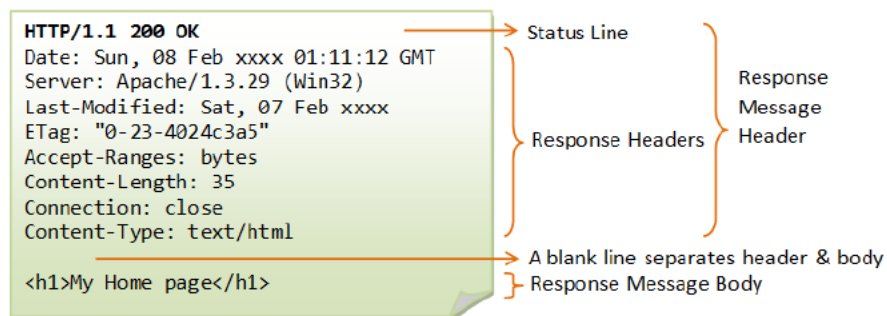 HTTP/1.1 200 OK
Date: Sun, 08 Feb xxxx 01:11:12 GMT
Server: Apache/1.3.29 (Win32)
Last-Modified: Sat, 07 Feb xxxx
ETag: "0-23-4024c3a5"
Accept-Ranges: bytes
Content-Length: 35
Connection: close
Content-Type: text/html
<h1>My Home page</h1>
Status Line
Response Headers
Response
Message
Header
A blank line separates header & body
Response Message Body